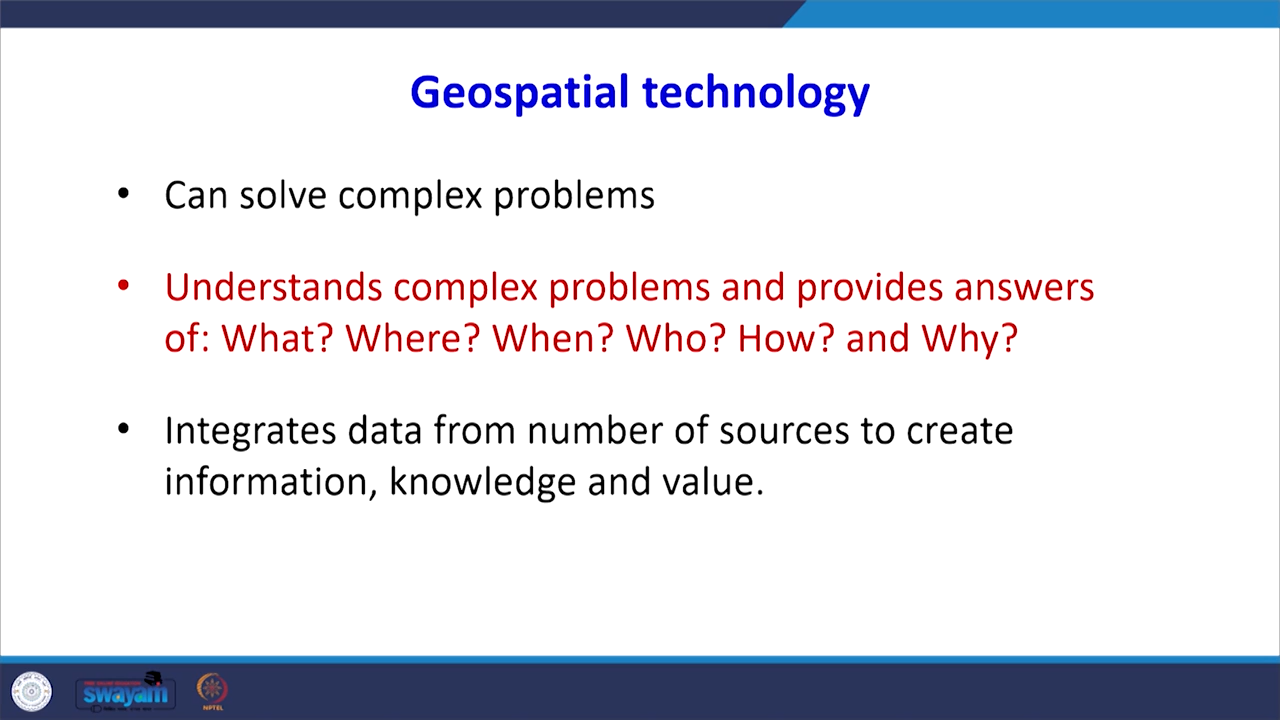 Geospatial technology
• Can solve complex problems
• Understands complex problems and provides answers
of: What? Where? When? Who? How? and Why?
• Integrates data from number of sources to create
information, knowledge and value.
swayam
NPTEL